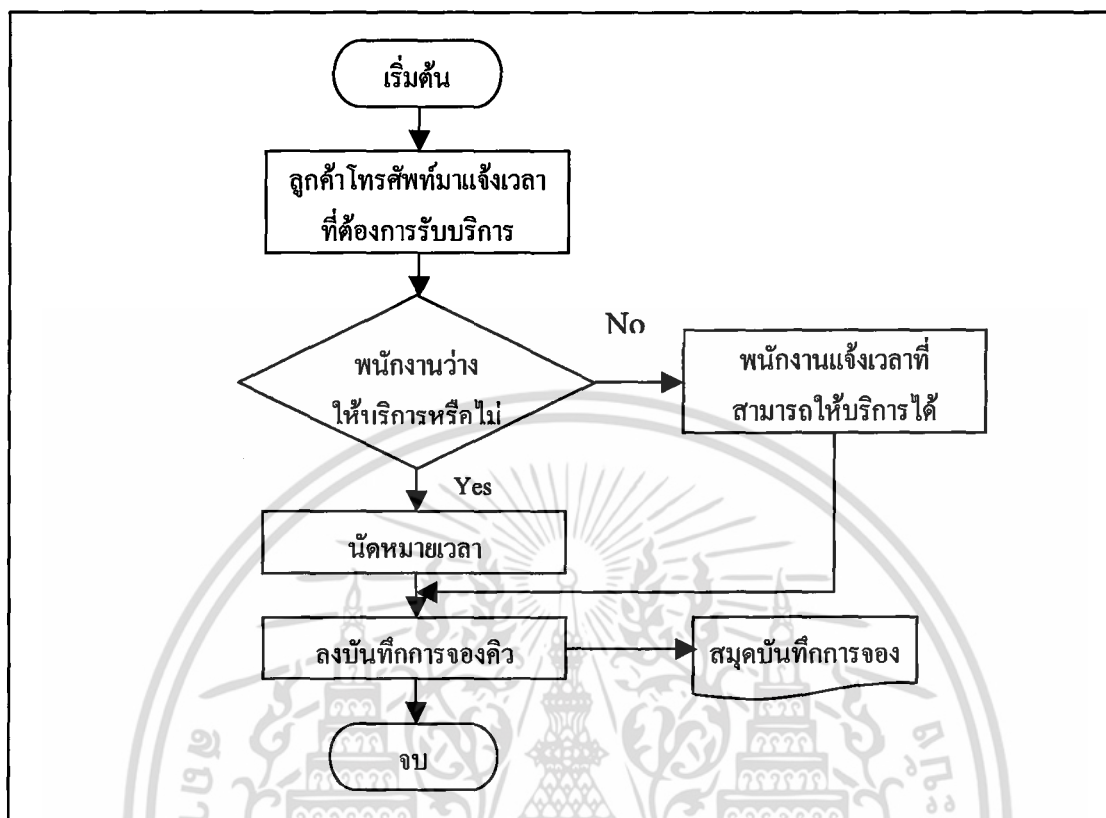 เริ่มต้น
ลูกค้าโทรศัพท์มาแจ้งเวลา
ที่ต้องการรับบริการ
พนักงานว่าง
ให้บริการหรือไม่
No
พนักงานแจ้งเวลาที่
สามารถให้บริการได้
Yes
นัดหมายเวลา
ลงบันทึกการจองคิว
สมุดบันทึกการจอง
จบ